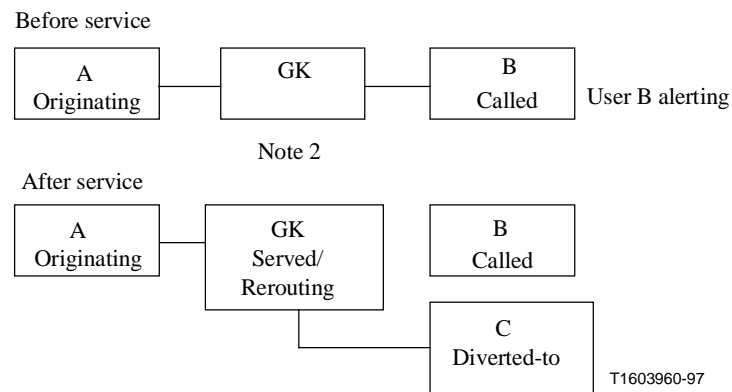 Before service
A
Originating
GK
B
Called
User B alerting
Note 2
After service
A
Originating
GK
Served/
Rerouting
B
Called
C
Diverted-to
T1603960-97